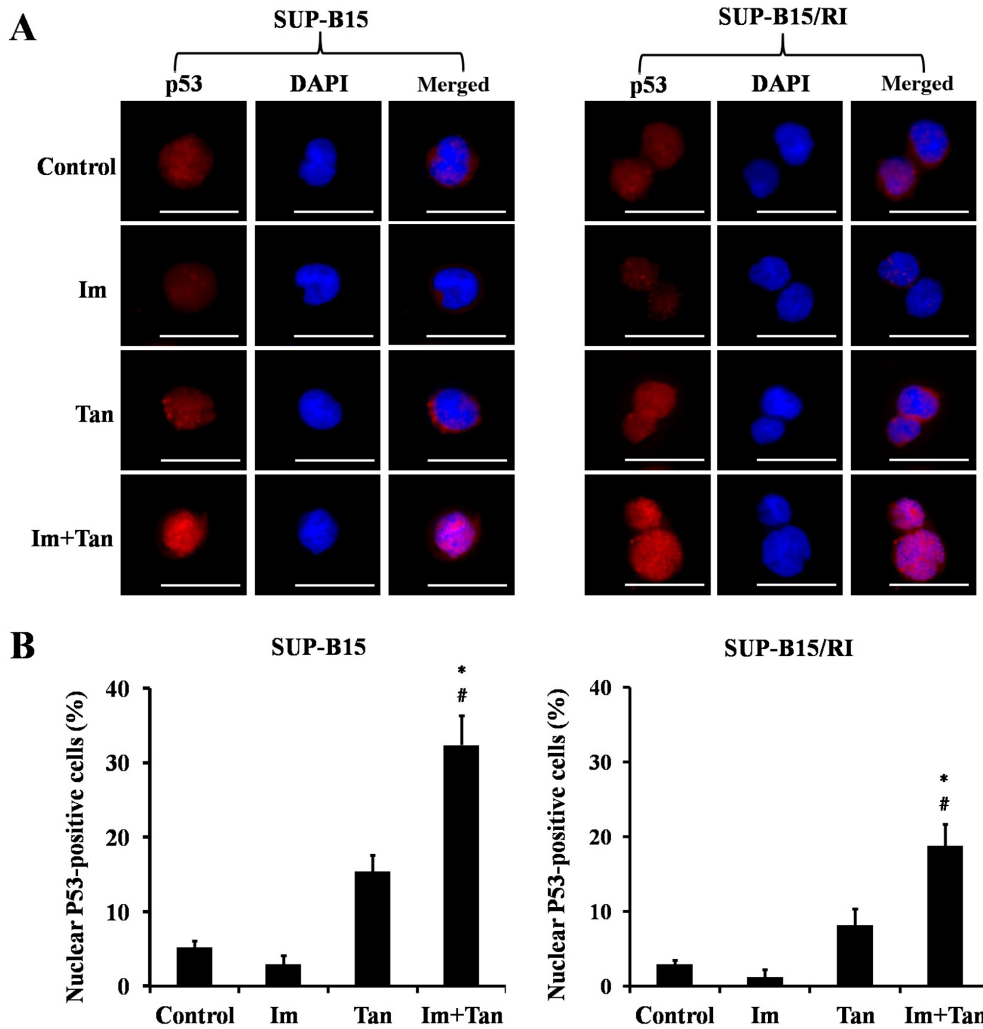 A
SUP-B15
SUP-B15/RI
p53 DAPI Merged
p53 DAPI Merged
Control
Im
Tan
Im+Tan
B
SUP-B15
Nuclear P53-positive cells (%)
40
30
20
10
0
*
#
Control Im Tan Im+Tan
SUP-B15/RI
Nuclear P53-positive cells (%)
40
30
20
10
0
*
#
Control Im Tan Im+Tan